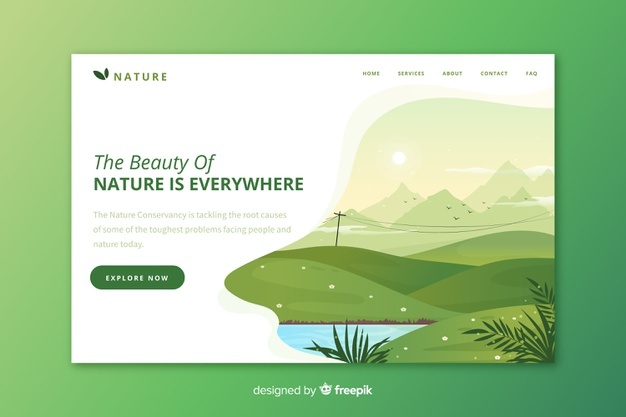 NATURE
HOME SERVICES ABOUT CONTACT FAQ
The Beauty Of
NATURE IS EVERYWHERE
The Nature Conservancy is tackling the root causes
of some of the toughest problems facing people and
nature today.
EXPLORE NOW
designed by freepik